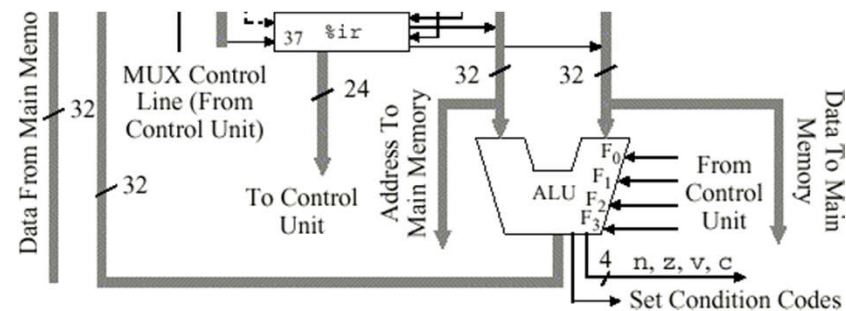 %ir
37
MUX Control
Line (From
Control Unit)
24
To Control
Unit
Data From Main Memo
32
32
32
32
Address To
Main Memory
Data To Main
Memory
ALU
F0
F1
F2
F3
From
Control
Unit
4
n, z, v, c
Set Condition Codes